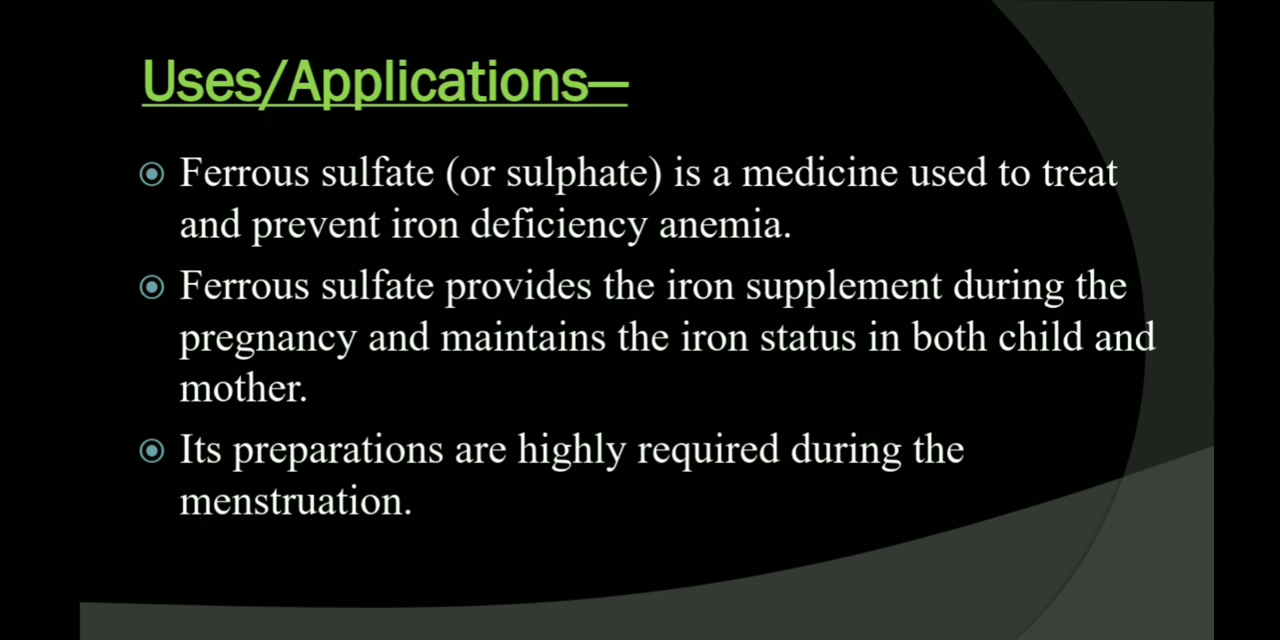 Uses/Applications—
Ferrous sulfate (or sulphate) is a medicine used to treat
and prevent iron deficiency anemia.
Ferrous sulfate provides the iron supplement during the
pregnancy and maintains the iron status in both child and
mother.
Its preparations are highly required during the
menstruation.